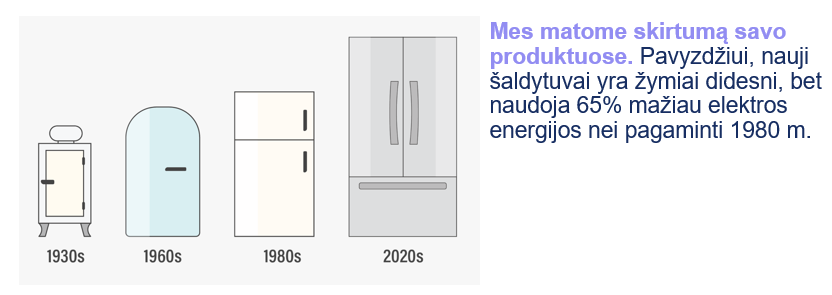 Mes matome skirtumą savo
produktuose. Pavyzdžiui, nauji
šaldytuvai yra žymiai didesni, bet
naudoja 65% mažiau elektros
energijos nei pagaminti 1980 m.
1930s
1960s
1980s
2020s